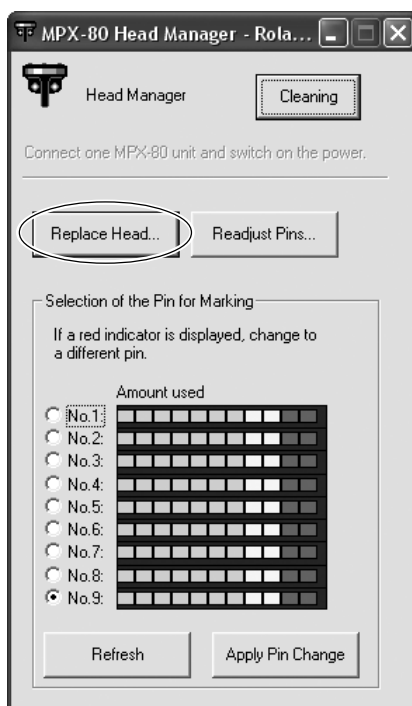 MPX-80 Head Manager - Rola...
Head Manager
Cleaning
Connect one MPX-80 unit and switch on the power.
Replace Head...
Readjust Pins...
Selection of the Pin for Marking
If a red indicator is displayed, change to
a different pin.
Amount used
No.1:
No.2:
No.3:
No.4:
No.5:
No.6:
No.7:
No.8:
No.9:
Refresh
Apply Pin Change